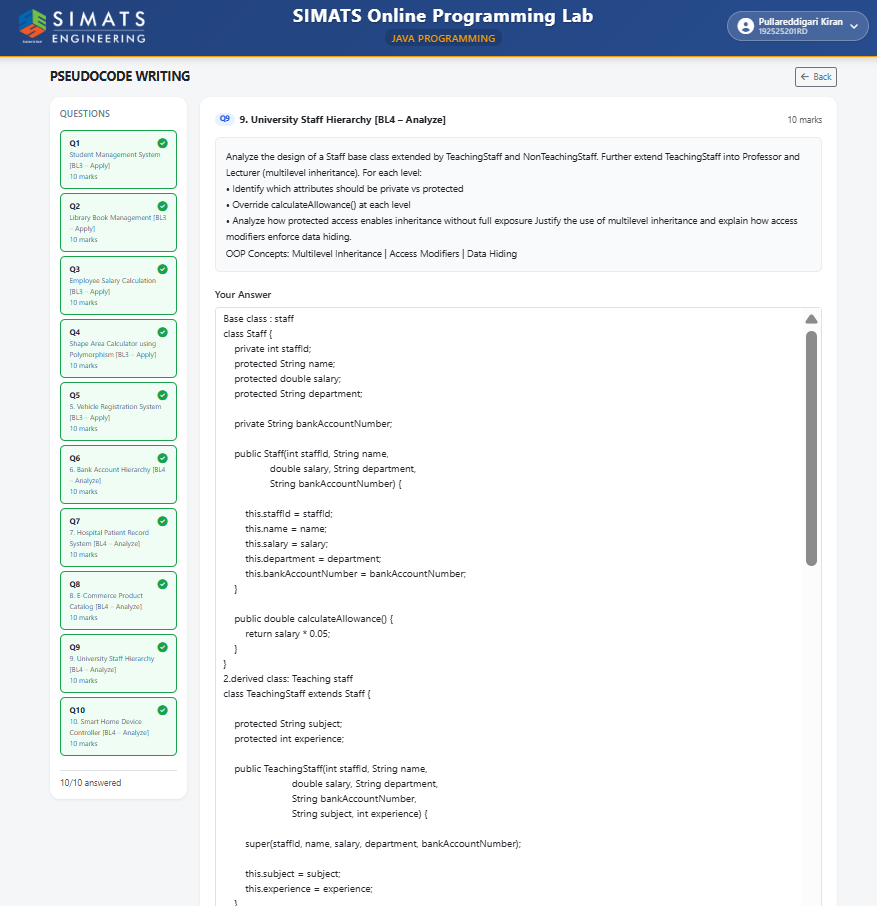 SIMATS
ENGINEERING
SIMATS Online Programming Lab
JAVA PROGRAMMING
Pullareddigari Kiran
192525201RD
PSEUDOCODE WRITING
← Back
QUESTIONS
Q1
Student Management System
[BL3 – Apply]
10 marks
Q2
Library Book Management [BL3
– Apply]
10 marks
Q3
Employee Salary Calculation
[BL3 – Apply]
10 marks
Q4
Shape Area Calculator using
Polymorphism [BL3 – Apply]
10 marks
Q5
5. Vehicle Registration System
[BL3 – Apply]
10 marks
Q6
6. Bank Account Hierarchy [BL4
– Analyze]
10 marks
Q7
7. Hospital Patient Record
System [BL4 – Analyze]
10 marks
Q8
8. E-Commerce Product
Catalog [BL4 – Analyze]
10 marks
Q9
9. University Staff Hierarchy
[BL4 – Analyze]
10 marks
Q10
10. Smart Home Device
Controller [BL4 – Analyze]
10 marks
10/10 answered
Q9 9. University Staff Hierarchy [BL4 – Analyze] 10 marks
Analyze the design of a Staff base class extended by TeachingStaff and NonTeachingStaff. Further extend TeachingStaff into Professor and
Lecturer (multilevel inheritance). For each level:
• Identify which attributes should be private vs protected
• Override calculateAllowance() at each level
• Analyze how protected access enables inheritance without full exposure Justify the use of multilevel inheritance and explain how access
modifiers enforce data hiding.
OOP Concepts: Multilevel Inheritance | Access Modifiers | Data Hiding
Your Answer
Base class : staff
class Staff {
private int staffId;
protected String name;
protected double salary;
protected String department;
private String bankAccountNumber;
public Staff(int staffId, String name,
double salary, String department,
String bankAccountNumber) {
this.staffId = staffId;
this.name = name;
this.salary = salary;
this.department = department;
this.bankAccountNumber = bankAccountNumber;
}
public double calculateAllowance() {
return salary * 0.05;
}
}
2.derived class: Teaching staff
class TeachingStaff extends Staff {
protected String subject;
protected int experience;
public TeachingStaff(int staffId, String name,
double salary, String department,
String bankAccountNumber,
String subject, int experience) {
super(staffId, name, salary, department, bankAccountNumber);
this.subject = subject;
this.experience = experience;
}